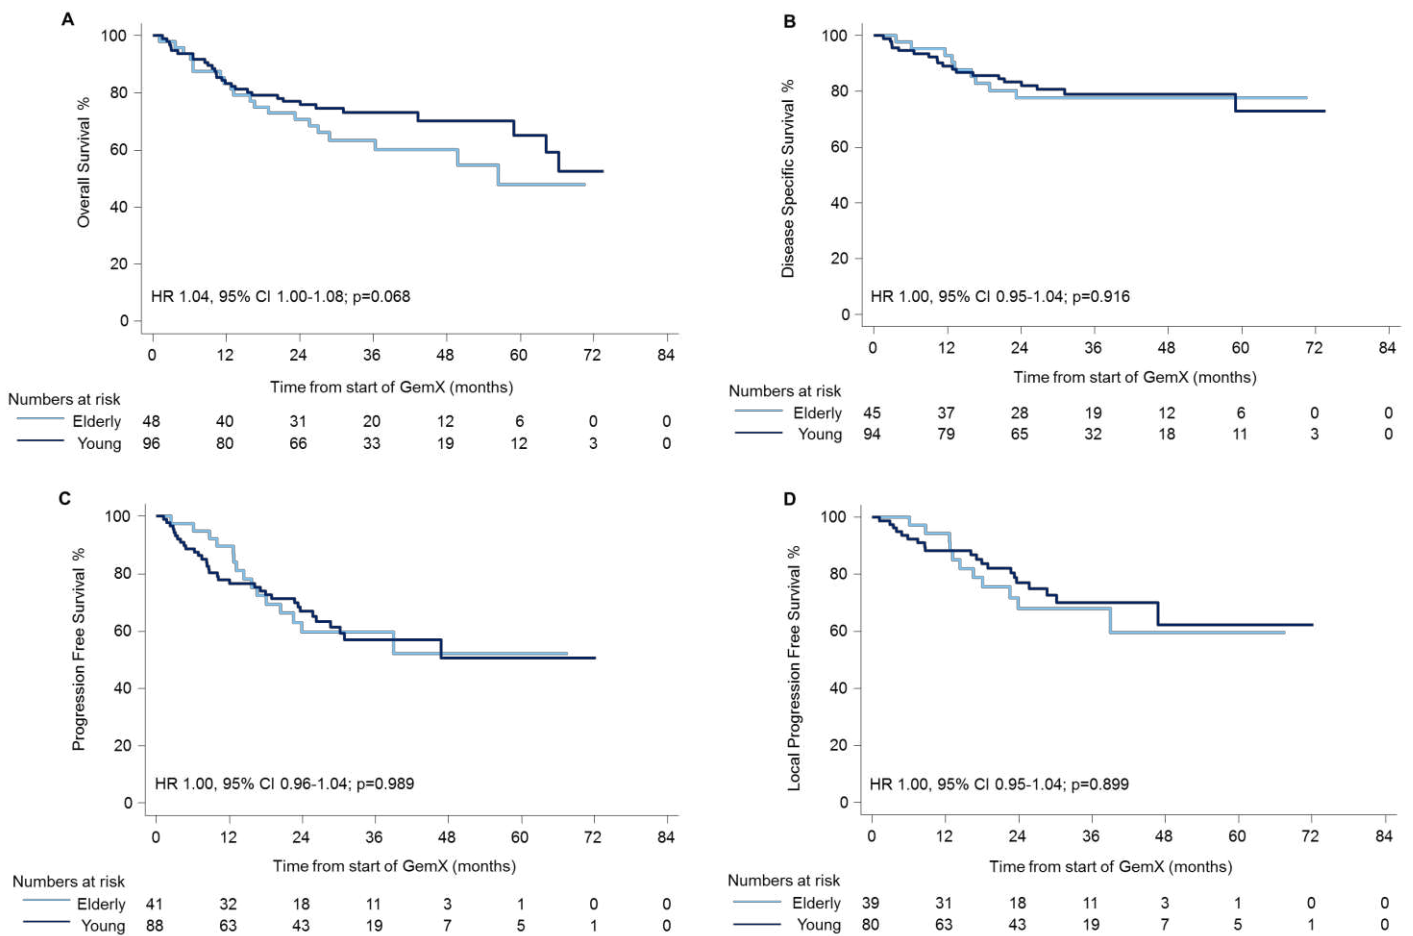 A
Overall Survival %
100
80
60
40
20
0
HR 1.04, 95% CI 1.00-1.08; p=0.068
0 12 24 36 48 60 72 84
Time from start of GemX (months)
Numbers at risk
Elderly 48 40 31 20 12 6 0 0
Young 96 80 66 33 19 12 3 0
B
Disease Specific Survival %
100
80
60
40
20
0
HR 1.00, 95% CI 0.95-1.04; p=0.916
0 12 24 36 48 60 72 84
Time from start of GemX (months)
Numbers at risk
Elderly 45 37 28 19 12 6 0 0
Young 94 79 65 32 18 11 3 0
C
Progression Free Survival %
100
80
60
40
20
0
HR 1.00, 95% CI 0.96-1.04; p=0.989
0 12 24 36 48 60 72 84
Time from start of GemX (months)
Numbers at risk
Elderly 41 32 18 11 3 1 0 0
Young 88 63 43 19 7 5 1 0
D
Local Progression Free Survival %
100
80
60
40
20
0
HR 1.00, 95% CI 0.95-1.04; p=0.899
0 12 24 36 48 60 72 84
Time from start of GemX (months)
Numbers at risk
Elderly 39 31 18 11 3 1 0 0
Young 80 63 43 19 7 5 1 0